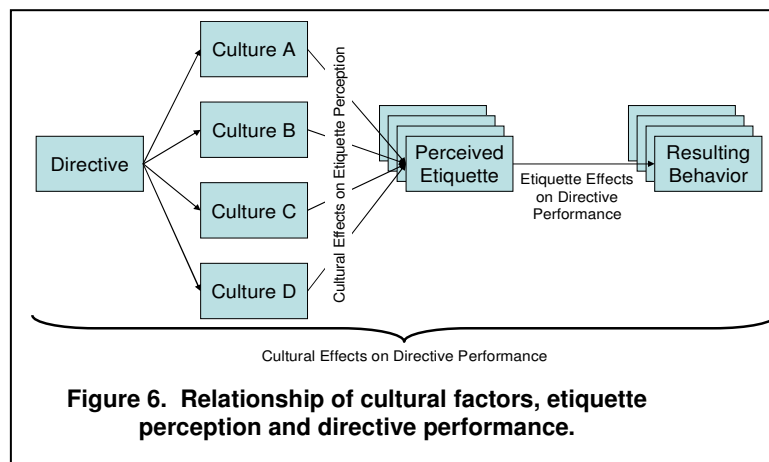 Culture A
Culture B
Directive
Culture C
Culture D
Cultural Effects on Etiquette Perception
Perceived
Etiquette
Etiquette Effects
on Directive
Performance
Resulting
Behavior
Cultural Effects on Directive Performance
Figure 6. Relationship of cultural factors, etiquette
perception and directive performance.